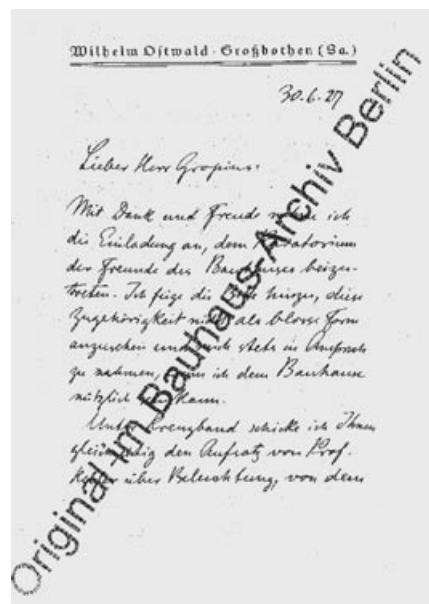 Wilhelm Ostwald · Großbothen (Sa.)
30.6.27
Lieber Herr Gropius.
Mit Dank und Freude nehme ich
die Einladung an, dem Kuratorium
der Freunde des Bauhauses beizu-
treten. Ich füge die Bitte hinzu, diese
Zugehörigkeit nicht als blosse Form
anzusehen und mich stets in Anspruch
zu nehmen, wenn ich dem Bauhause
nützlich sein kann.
Unter Kreuzband schicke ich Ihnen
gleichzeitig den Aufsatz von Prof.
über Beleuchtung, von dem
Original im Bauhaus-Archiv Berlin